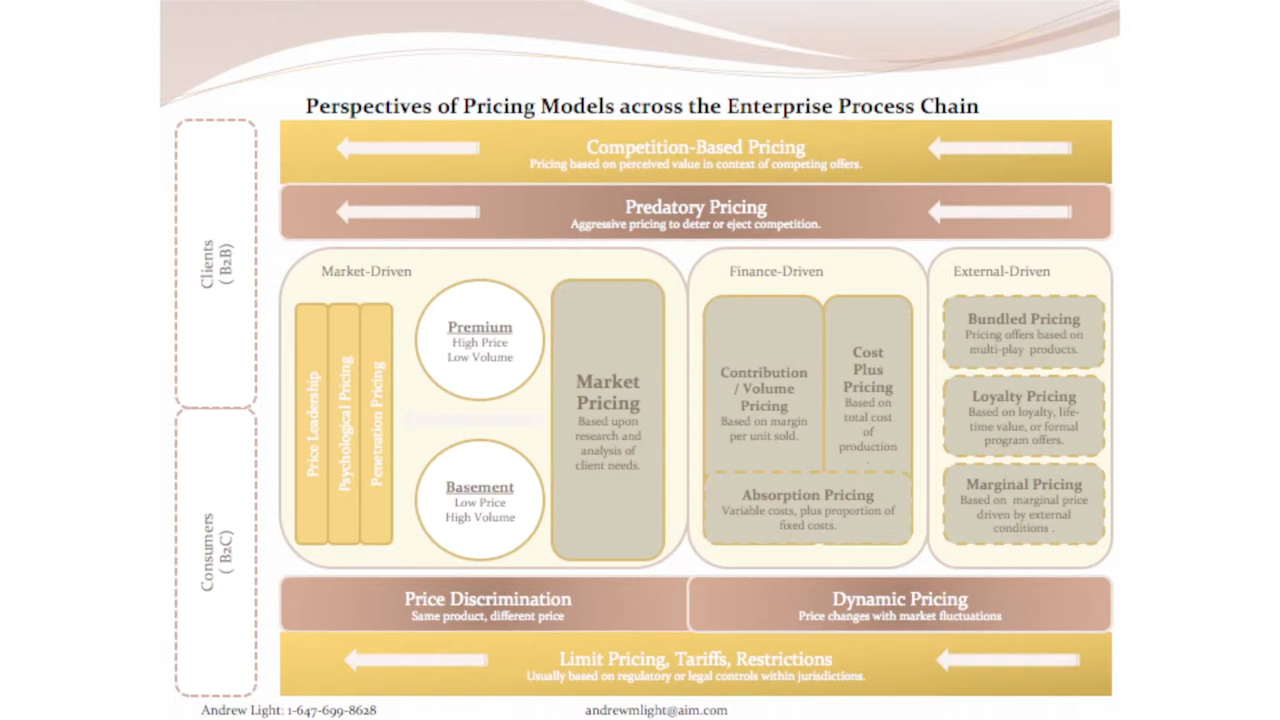 Perspectives of Pricing Models across the Enterprise Process Chain
Competition-Based Pricing
Pricing based on perceived value in context of competing offers.
Predatory Pricing
Aggressive pricing to deter or eject competition.
Clients
( B2B)
Consumers
( B2C)
Market-Driven
Price Leadership
Psychological Pricing
Penetration Pricing
Premium
High Price
Low Volume
Basement
Low Price
High Volume
Market
Pricing
Based upon
research and
analysis of
client needs.
Finance-Driven
Contribution
/ Volume
Pricing
Based on margin
per unit sold.
Cost
Plus
Pricing
Based on
total cost
of
production
.
Absorption Pricing
Variable costs, plus proportion of
fixed costs.
External-Driven
Bundled Pricing
Pricing offers based on
multi-play products.
Loyalty Pricing
Based on loyalty, life-
time value, or formal
program offers.
Marginal Pricing
Based on marginal price
driven by external
conditions .
Price Discrimination
Same product, different price
Dynamic Pricing
Price changes with market fluctuations
Limit Pricing, Tariffs, Restrictions
Usually based on regulatory or legal controls within jurisdictions.
Andrew Light: 1-647-699-8628
andrewmlight@aim.com